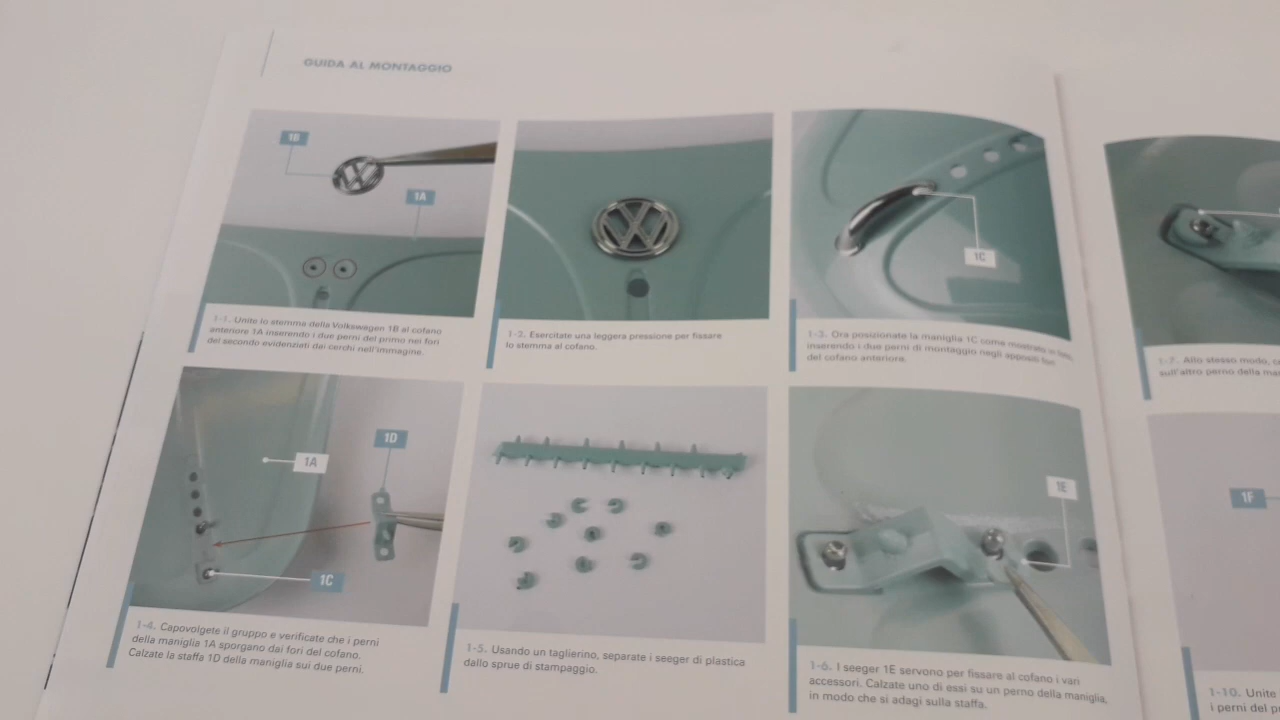 GUIDA AL MONTAGGIO
1B
1A
1-1. Unite lo stemma della Volkswagen 1B al cofano
anteriore 1A inserendo i due perni del primo nei fori
del secondo evidenziati dai cerchi nell'immagine.
1-2. Esercitate una leggera pressione per fissare
lo stemma al cofano.
1C
1-3. Ora posizionate la maniglia 1C come mostrato in
inserendo i due perni di montaggio negli appositi fori
del cofano anteriore.
1-7. Allo stesso modo,
sull'altro perno della
1A
1D
1C
1-4. Capovolgete il gruppo e verificate che i perni
della maniglia 1A sporgano dai fori del cofano.
Calzate la staffa 1D della maniglia sui due perni.
1-5. Usando un taglierino, separate i seeger di plastica
dallo sprue di stampaggio.
1E
1-6. I seeger 1E servono per fissare al cofano i vari
accessori. Calzate uno di essi su un perno della maniglia,
in modo che si adagi sulla staffa.
1F
1-10. Unite
i perni del